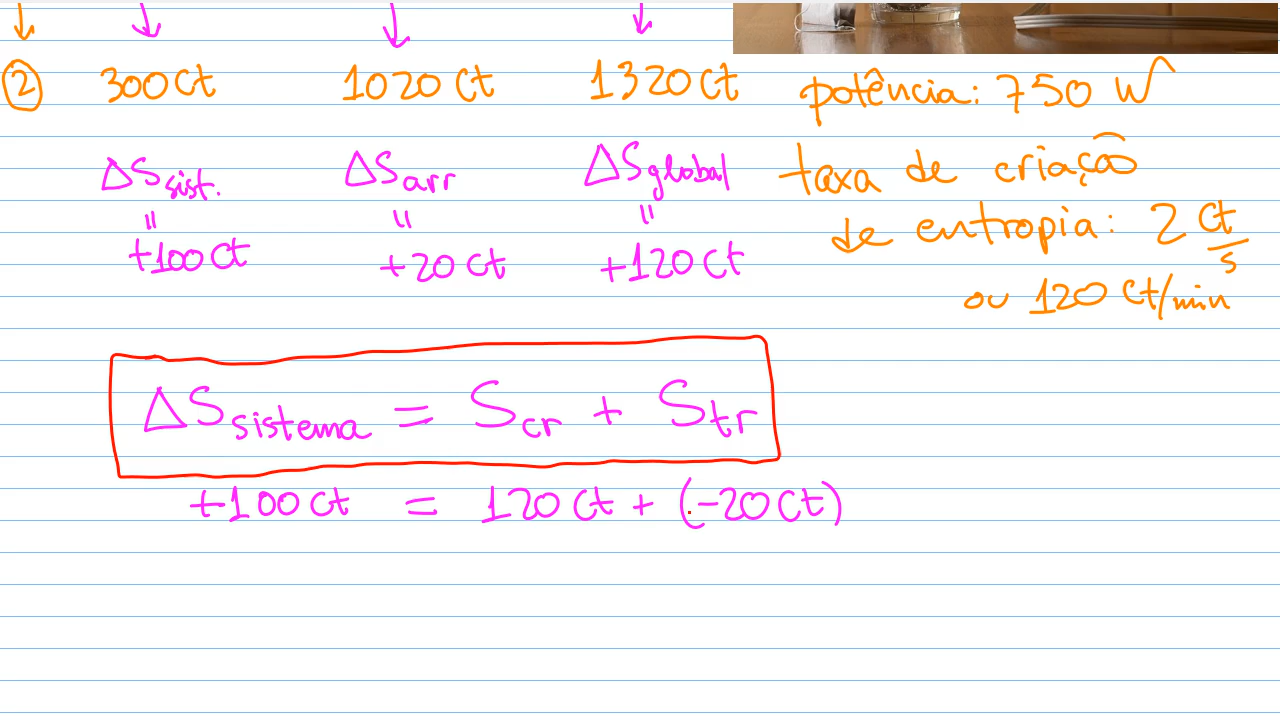 ② 300 Ct 1020 Ct 1320 Ct
potência: 750 W
ΔSsist. ΔSarr ΔSglobal
= = =
+100 Ct +20 Ct +120 Ct
taxa de criação
de entropia: 2 Ct/s
ou 120 Ct/min
ΔSsistema = Scr + Str
+100 Ct = 120 Ct + (-20 Ct)